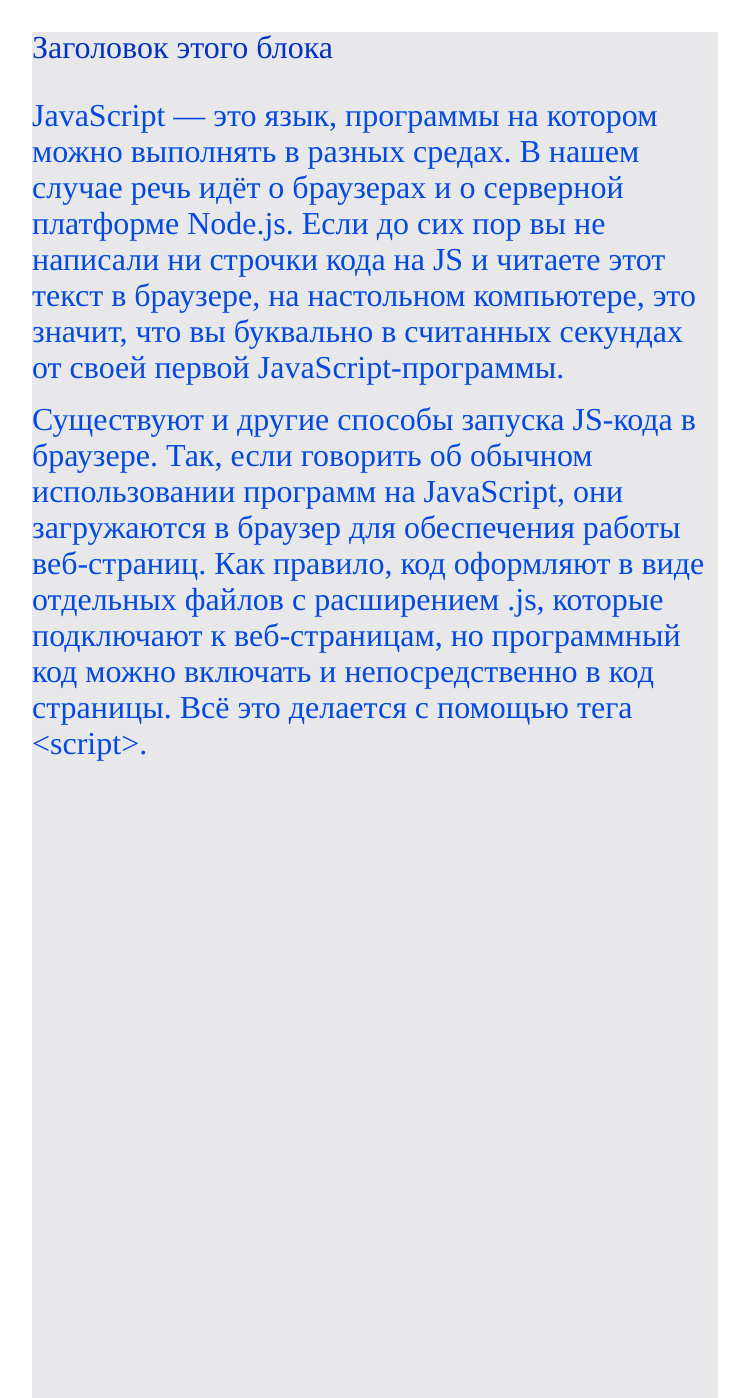 Заголовок этого блока
JavaScript — это язык, программы на котором
можно выполнять в разных средах. В нашем
случае речь идёт о браузерах и о серверной
платформе Node.js. Если до сих пор вы не
написали ни строчки кода на JS и читаете этот
текст в браузере, на настольном компьютере, это
значит, что вы буквально в считанных секундах
от своей первой JavaScript-программы.
Существуют и другие способы запуска JS-кода в
браузере. Так, если говорить об обычном
использовании программ на JavaScript, они
загружаются в браузер для обеспечения работы
веб-страниц. Как правило, код оформляют в виде
отдельных файлов с расширением .js, которые
подключают к веб-страницам, но программный
код можно включать и непосредственно в код
страницы. Всё это делается с помощью тега
<script>.